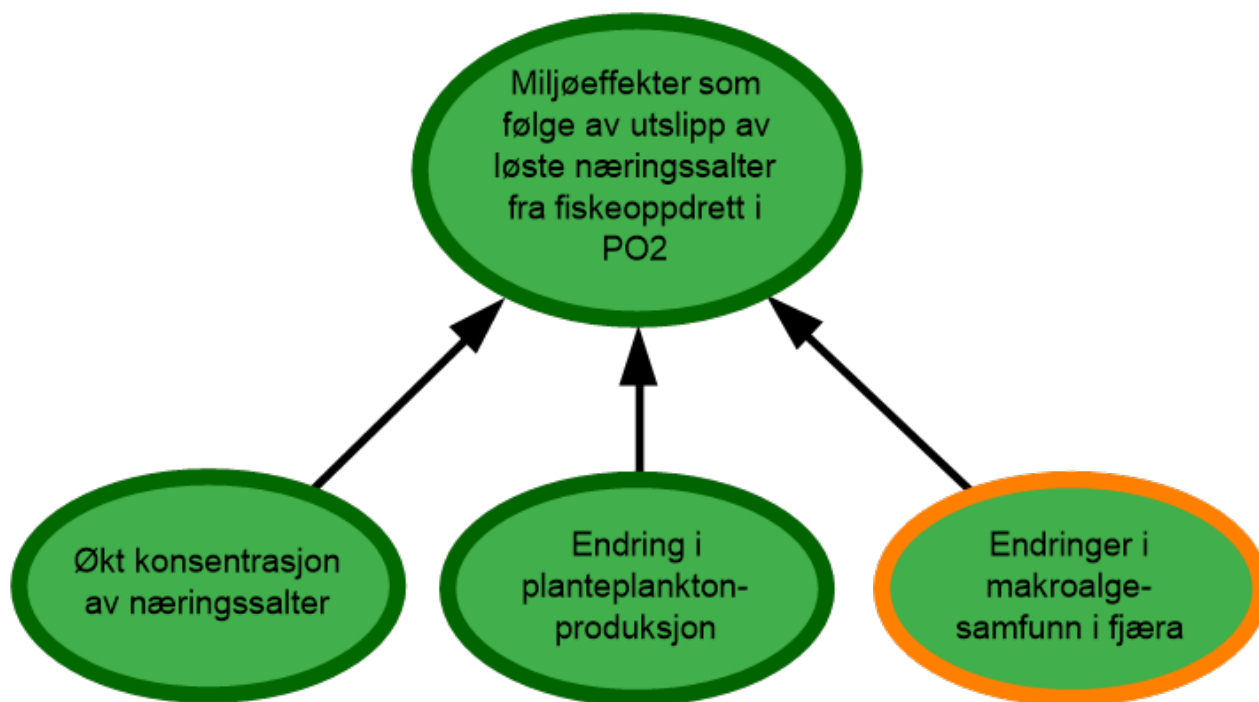 Miljøeffekter som
følge av utslipp av
løste næringssalter
fra fiskeoppdrett i
PO2
Økt konsentrasjon
av næringssalter
Endring i
planteplankton-
produksjon
Endringer i
makroalge-
samfunn i fjæra